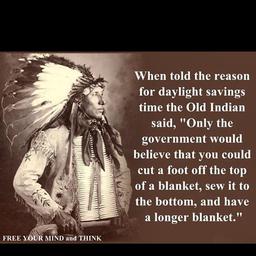 When told the reason
for daylight savings
time the Old Indian
said, "Only the
government would
believe that you could
cut a foot off the top
of a blanket, sew it to
the bottom, and have
a longer blanket."
FREE YOUR MIND and THINK